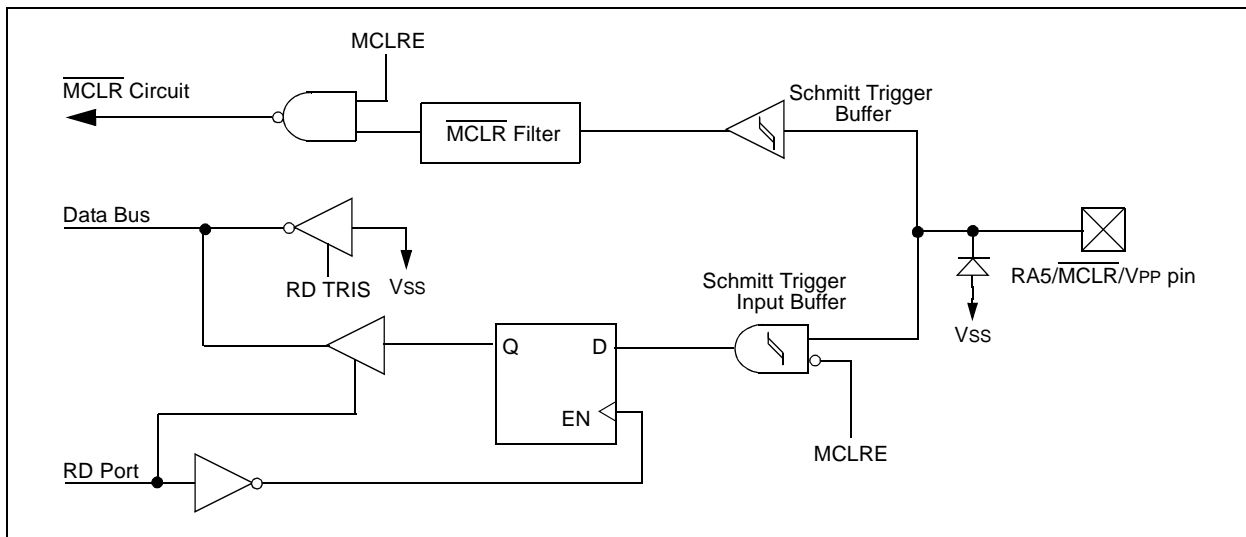 MCLRE
MCLR Circuit
Schmitt Trigger
Buffer
MCLR Filter
Data Bus
RD TRIS
VSS
Schmitt Trigger
Input Buffer
RA5/MCLR/VPP pin
VSS
Q
D
EN
MCLRE
RD Port